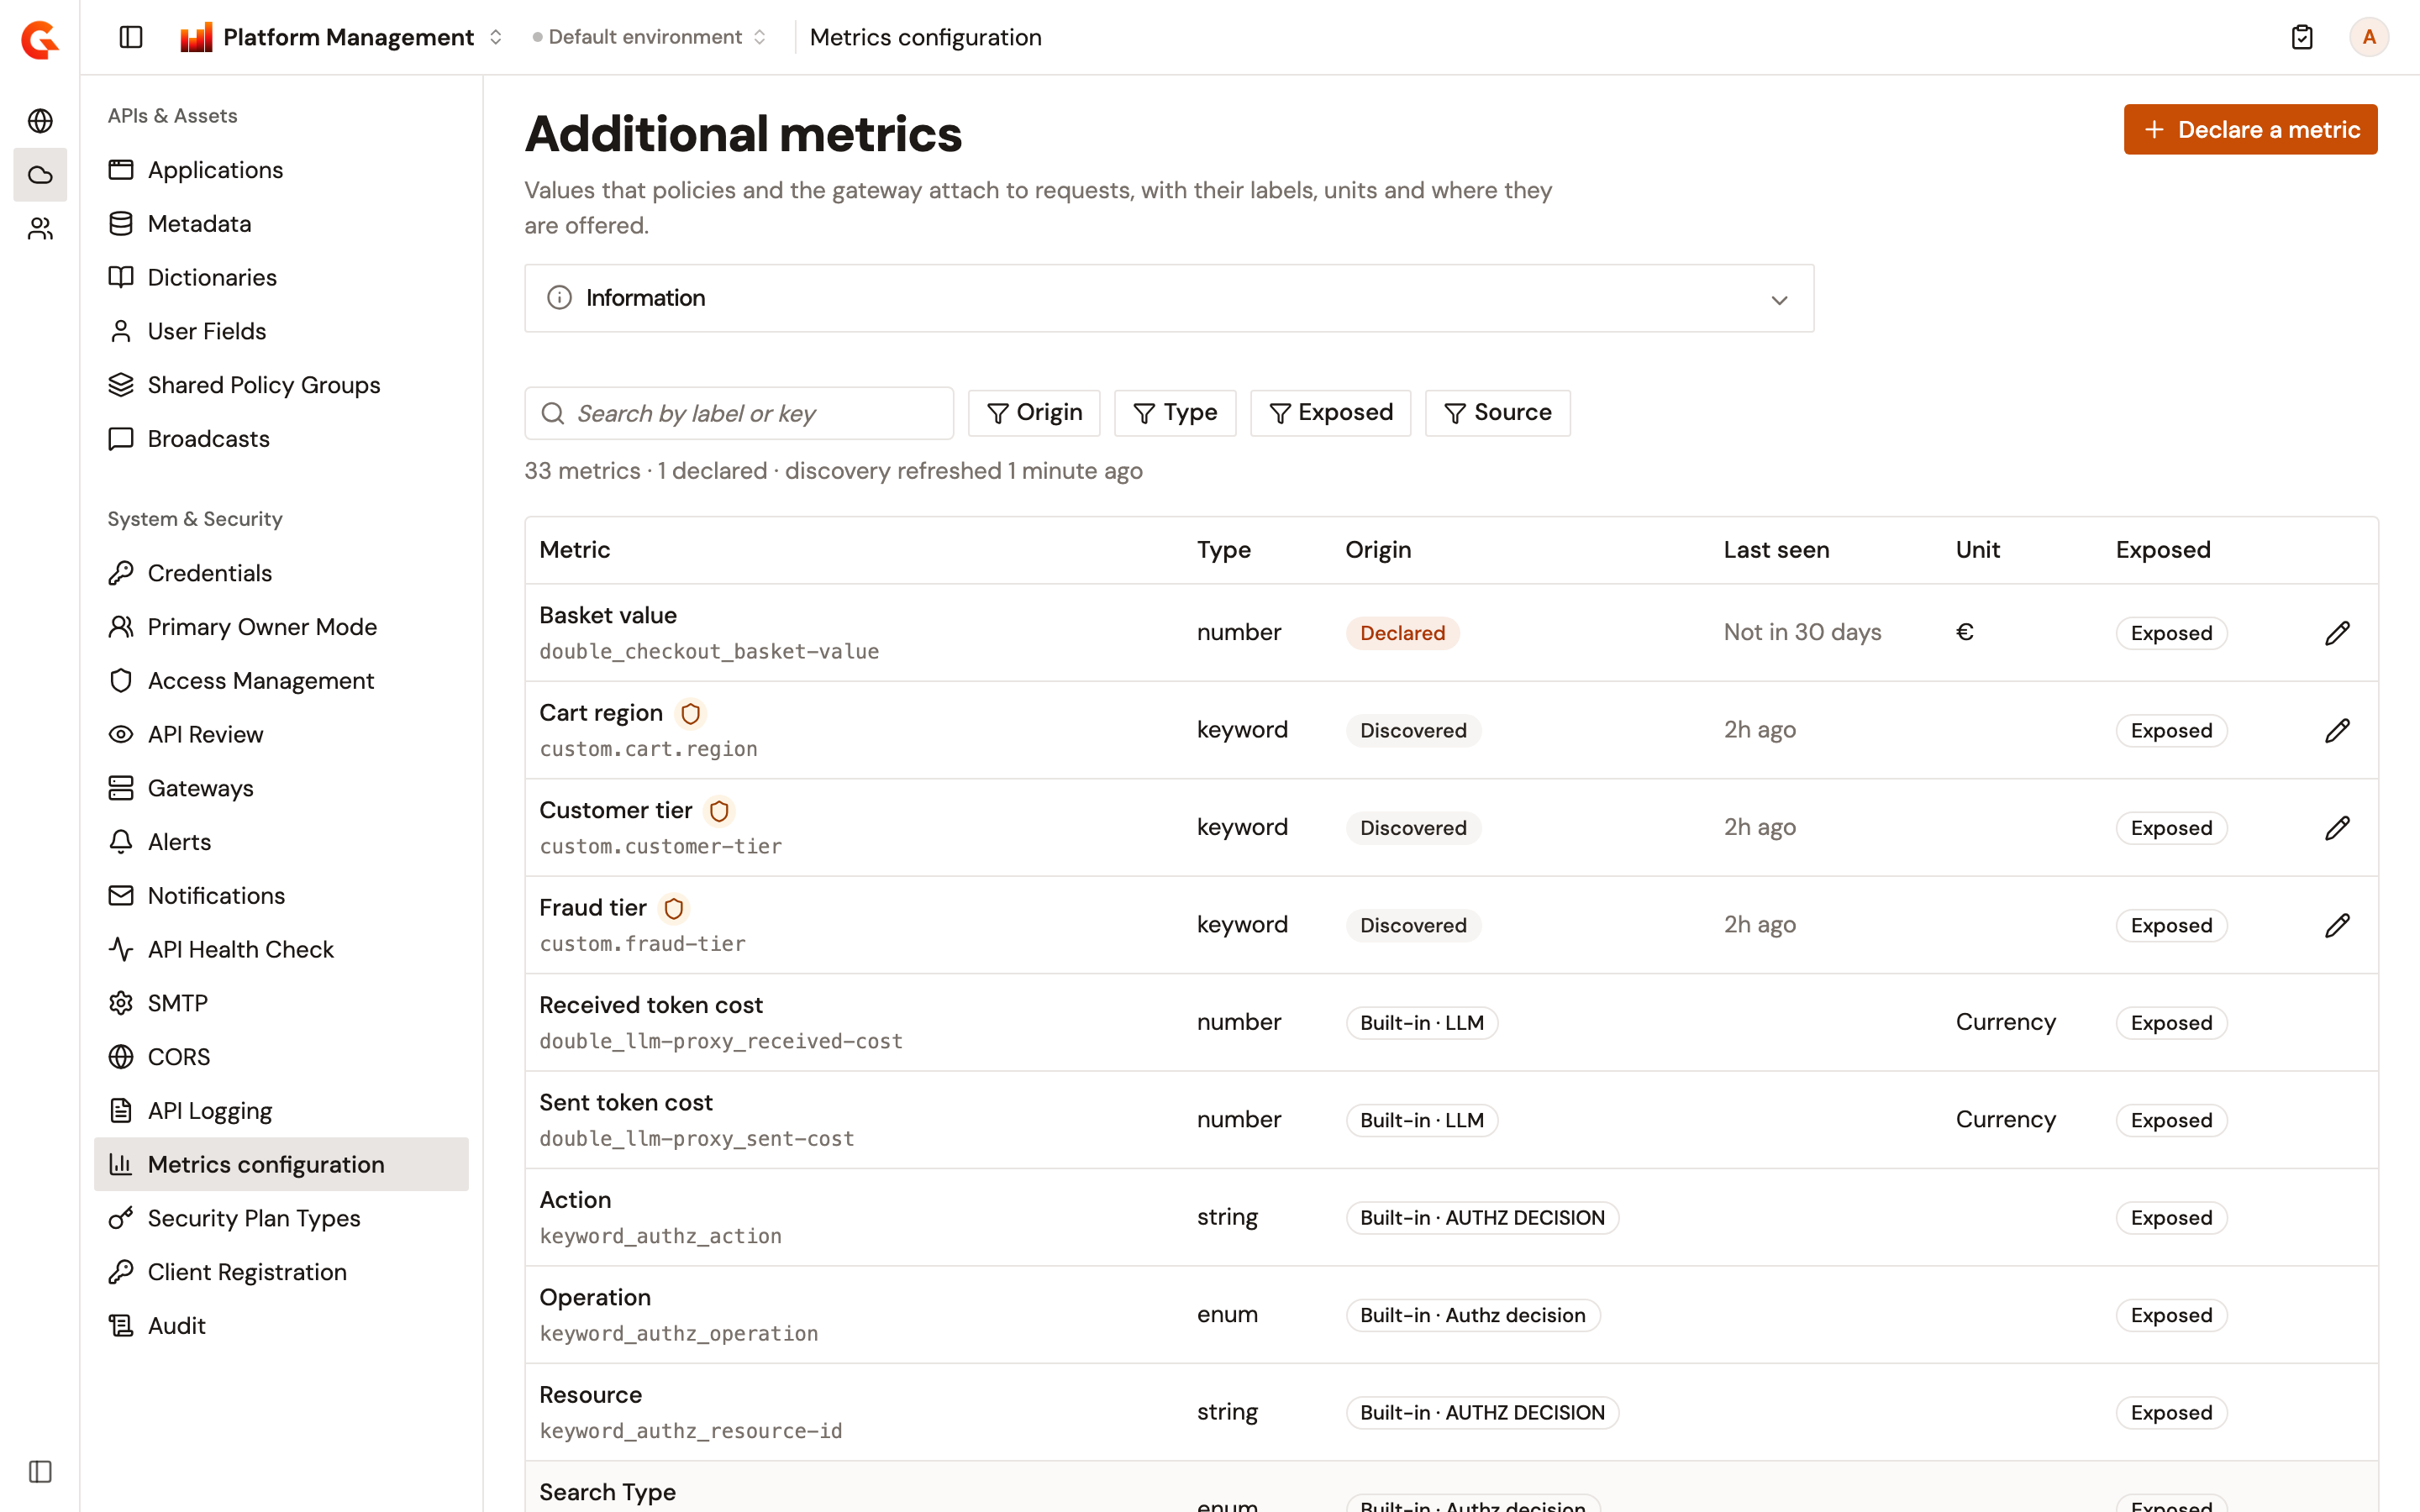 Platform Management
Default environment
Metrics configuration
A
APIs & Assets
Applications
Metadata
Dictionaries
User Fields
Shared Policy Groups
Broadcasts
System & Security
Credentials
Primary Owner Mode
Access Management
API Review
Gateways
Alerts
Notifications
API Health Check
SMTP
CORS
API Logging
Metrics configuration
Security Plan Types
Client Registration
Audit
Additional metrics
Declare a metric
Values that policies and the gateway attach to requests, with their labels, units and where they
are offered.
Information
Search by label or key
Origin
Type
Exposed
Source
33 metrics · 1 declared · discovery refreshed 1 minute ago
Metric Type Origin Last seen Unit Exposed
Basket value
double_checkout_basket-value
number Declared Not in 30 days € Exposed
Cart region
custom.cart.region
keyword Discovered 2h ago Exposed
Customer tier
custom.customer-tier
keyword Discovered 2h ago Exposed
Fraud tier
custom.fraud-tier
keyword Discovered 2h ago Exposed
Received token cost
double_llm-proxy_received-cost
number Built-in · LLM Currency Exposed
Sent token cost
double_llm-proxy_sent-cost
number Built-in · LLM Currency Exposed
Action
keyword_authz_action
string Built-in · AUTHZ DECISION Exposed
Operation
keyword_authz_operation
enum Built-in · Authz decision Exposed
Resource
keyword_authz_resource-id
string Built-in · AUTHZ DECISION Exposed
Search Type
enum Built-in · Authz decision Exposed